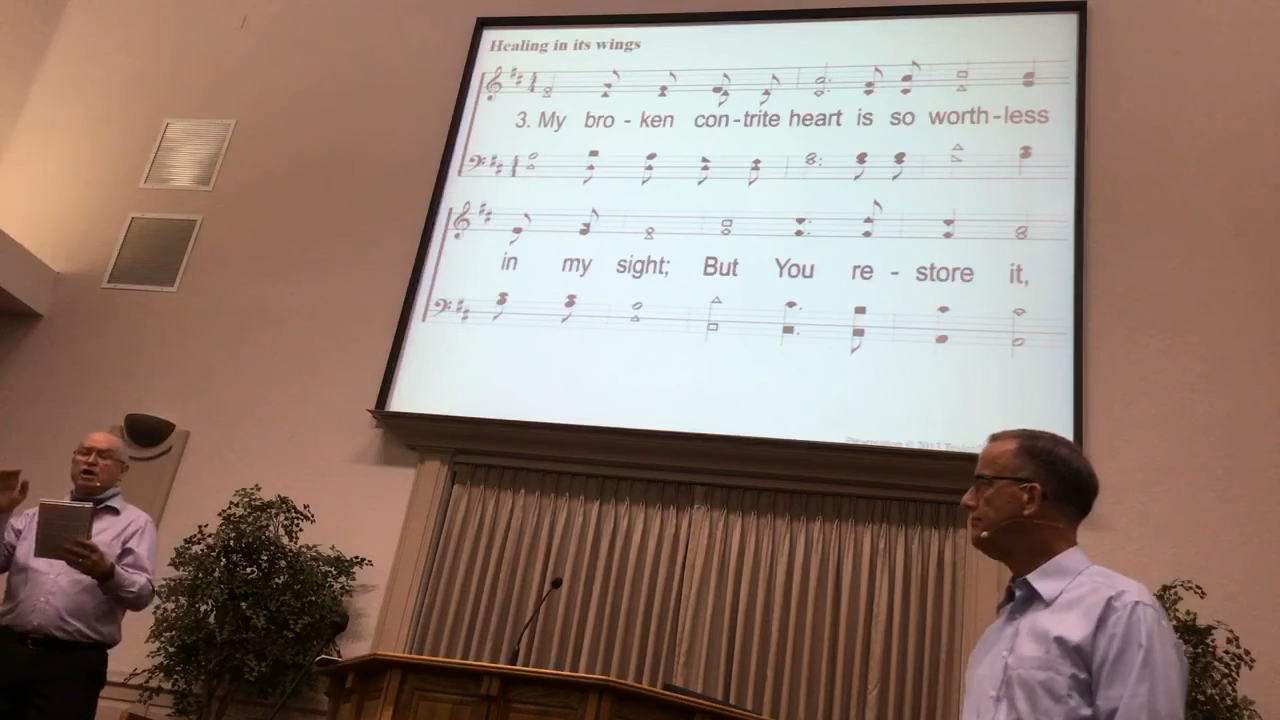 Healing in its wings
3. My bro - ken con - trite heart is so worth - less
in my sight; But You re - store it,